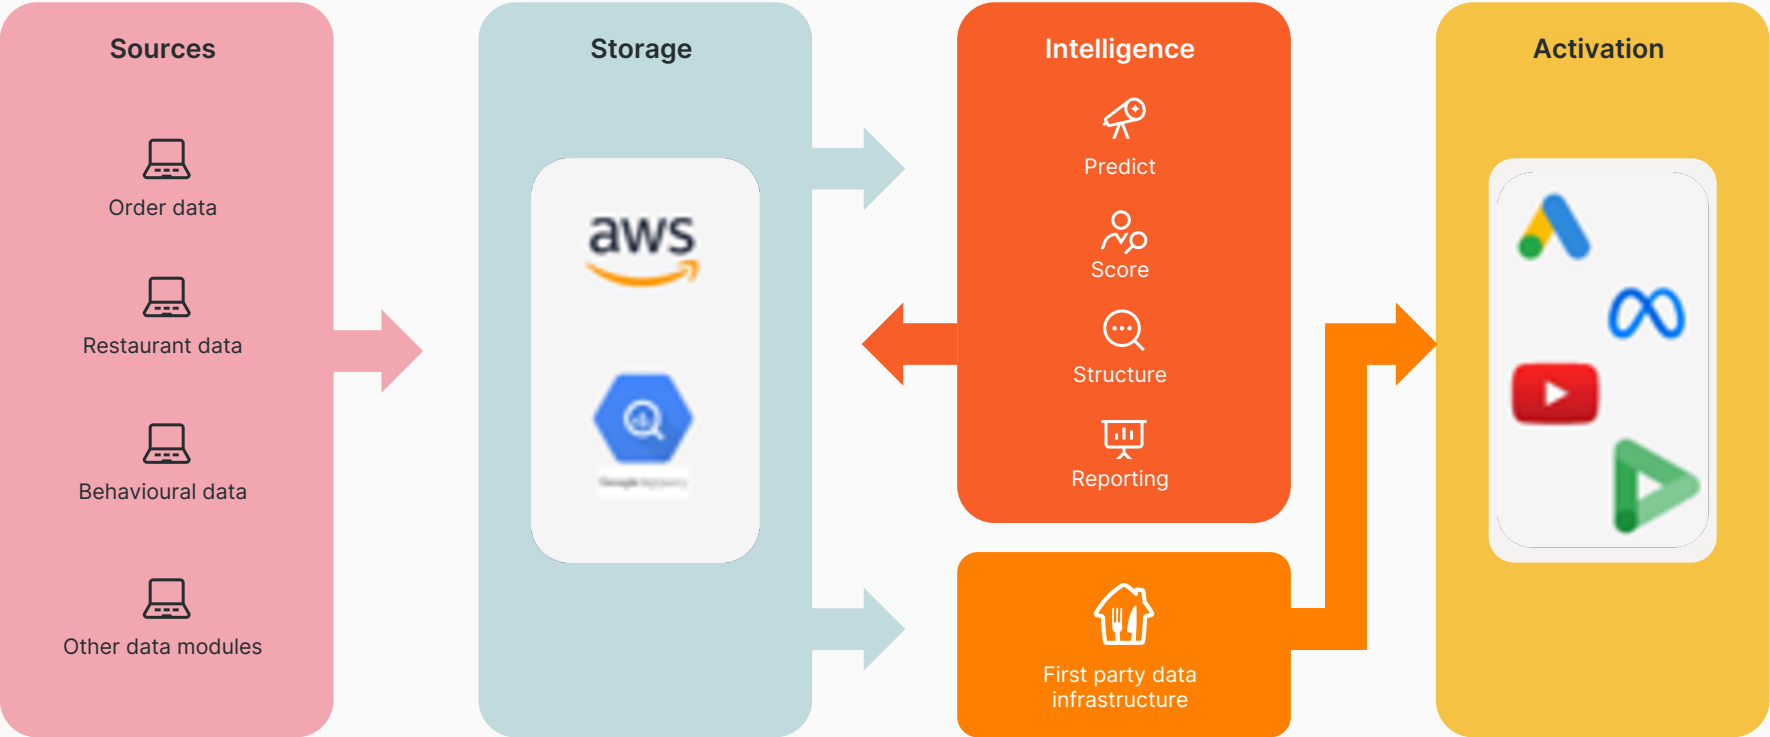 Sources
Order data
Restaurant data
Behavioural data
Other data modules
Storage
aws
Google
Intelligence
Predict
Score
Structure
Reporting
First party data
infrastructure
Activation